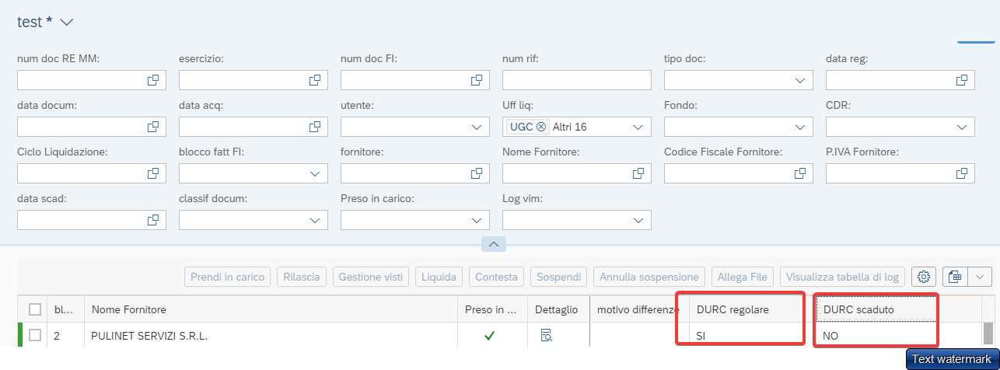 test *
num doc RE MM: esercizio: num doc FI: num rif: tipo doc: data reg:
data docum: data acq: utente: Uff liq: Fondo: CDR:
UGC Altri 16
Ciclo Liquidazione: blocco fatt FI: fornitore: Nome Fornitore: Codice Fiscale Fornitore: P.IVA Fornitore:
data scad: classif docum: Preso in carico: Log vim:
Prendi in carico Rilascia Gestione visti Liquida Contesta Sospendi Annulla sospensione Allega File Visualizza tabella di log
bl... Nome Fornitore Preso in ... Dettaglio motivo differenze DURC regolare DURC scaduto
2 PULINET SERVIZI S.R.L. SI NO
Text watermark